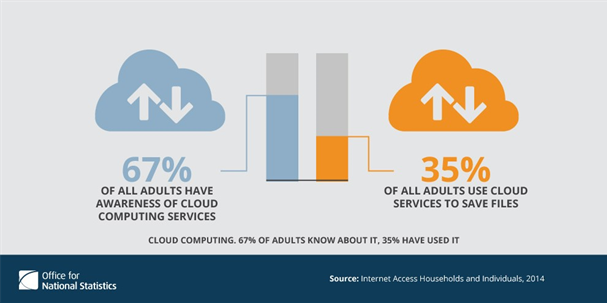 67%
OF ALL ADULTS HAVE
AWARENESS OF CLOUD
COMPUTING SERVICES
35%
OF ALL ADULTS USE CLOUD
SERVICES TO SAVE FILES
CLOUD COMPUTING. 67% OF ADULTS KNOW ABOUT IT, 35% HAVE USED IT
Office for
National Statistics
Source: Internet Access Households and Individuals, 2014